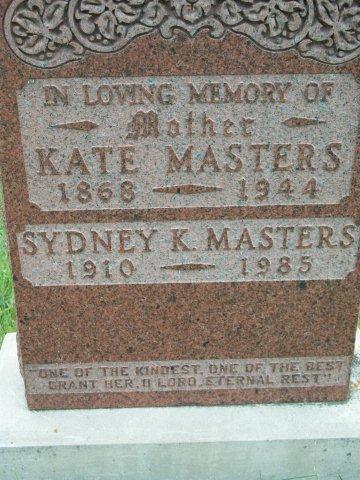 IN LOVING MEMORY OF
Mother
KATE MASTERS
1868 1944
SYDNEY K. MASTERS
1910 1985
"ONE OF THE KINDEST, ONE OF THE BEST
GRANT HER, O LORD, ETERNAL REST"